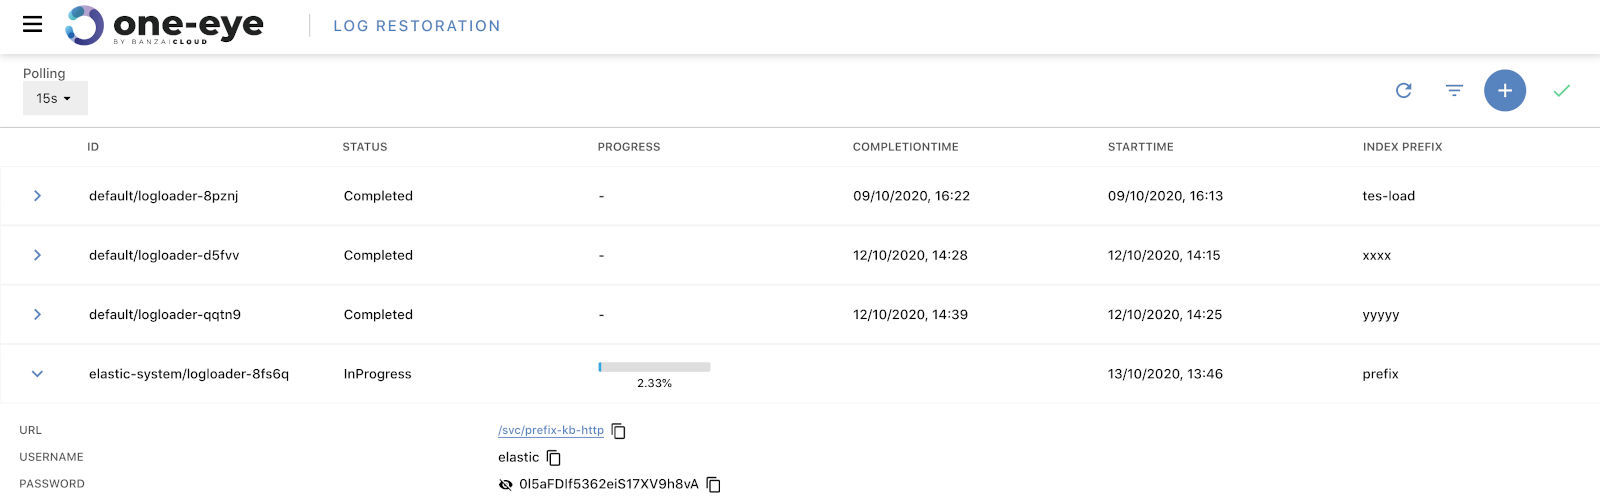 one-eye
BY BANZAICLOUD
LOG RESTORATION
Polling
15s
ID STATUS PROGRESS COMPLETIONTIME STARTTIME INDEX PREFIX
default/logloader-8pznj Completed - 09/10/2020, 16:22 09/10/2020, 16:13 tes-load
default/logloader-d5fvv Completed - 12/10/2020, 14:28 12/10/2020, 14:15 xxxx
default/logloader-qqtn9 Completed - 12/10/2020, 14:39 12/10/2020, 14:25 yyyyy
elastic-system/logloader-8fs6q InProgress 13/10/2020, 13:46 prefix
2.33%
URL /svc/prefix-kb-http
USERNAME elastic
PASSWORD 0I5aFDIf5362eiS17XV9h8vA